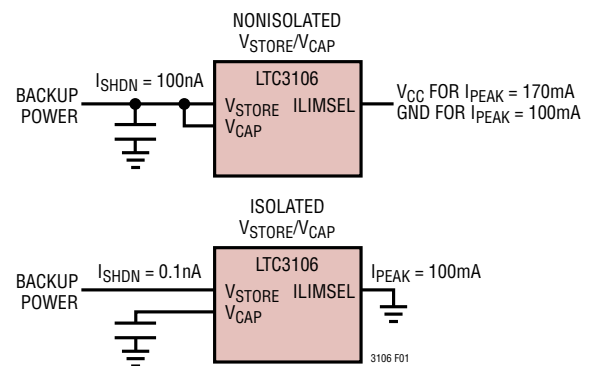 NONISOLATED
VSTORE/VCAP
BACKUP POWER
ISHDN = 100nA
LTC3106
VSTORE ILIMSEL
VCAP
VCC FOR IPEAK = 170mA
GND FOR IPEAK = 100mA
ISOLATED
VSTORE/VCAP
BACKUP POWER
ISHDN = 0.1nA
LTC3106
VSTORE ILIMSEL
VCAP
IPEAK = 100mA
3106 F01